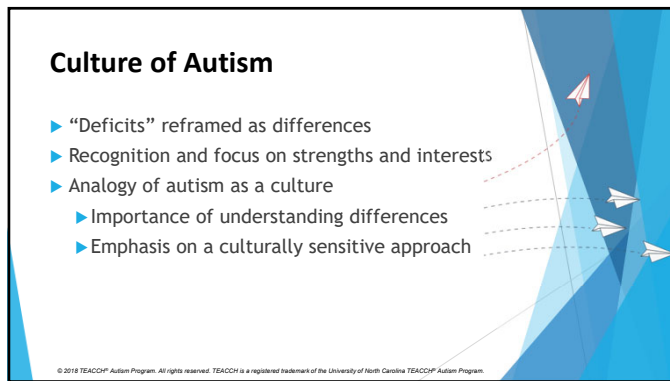 Culture of Autism
▶ “Deficits” reframed as differences
▶ Recognition and focus on strengths and interests
▶ Analogy of autism as a culture
▶ Importance of understanding differences
▶ Emphasis on a culturally sensitive approach
© 2018 TEACCH® Autism Program. All rights reserved. TEACCH is a registered trademark of the University of North Carolina TEACCH® Autism Program.